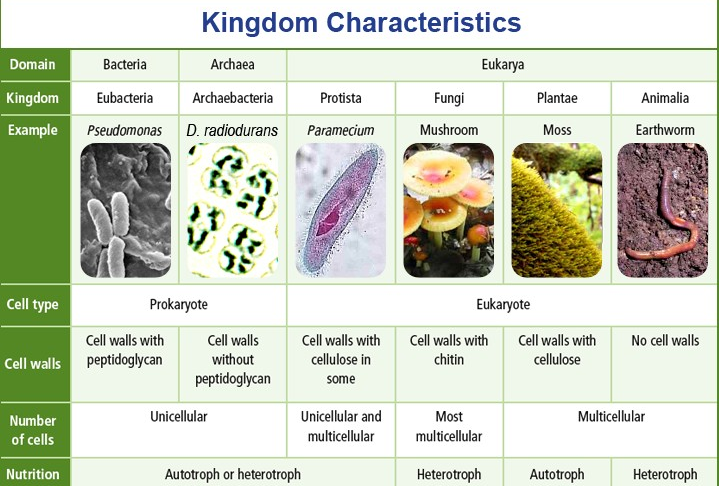 Kingdom Characteristics
Domain Bacteria Archaea Eukarya
Kingdom Eubacteria Archaebacteria Protista Fungi Plantae Animalia
Example Pseudomonas D. radiodurans Paramecium Mushroom Moss Earthworm
Cell type Prokaryote Eukaryote
Cell walls
Cell walls with
peptidoglycan
Cell walls
without
peptidoglycan
Cell walls with
cellulose in
some
Cell walls with
chitin
Cell walls with
cellulose
No cell walls
Number
of cells
Unicellular
Unicellular and
multicellular
Most
multicellular
Multicellular
Nutrition Autotroph or heterotroph Heterotroph Autotroph Heterotroph